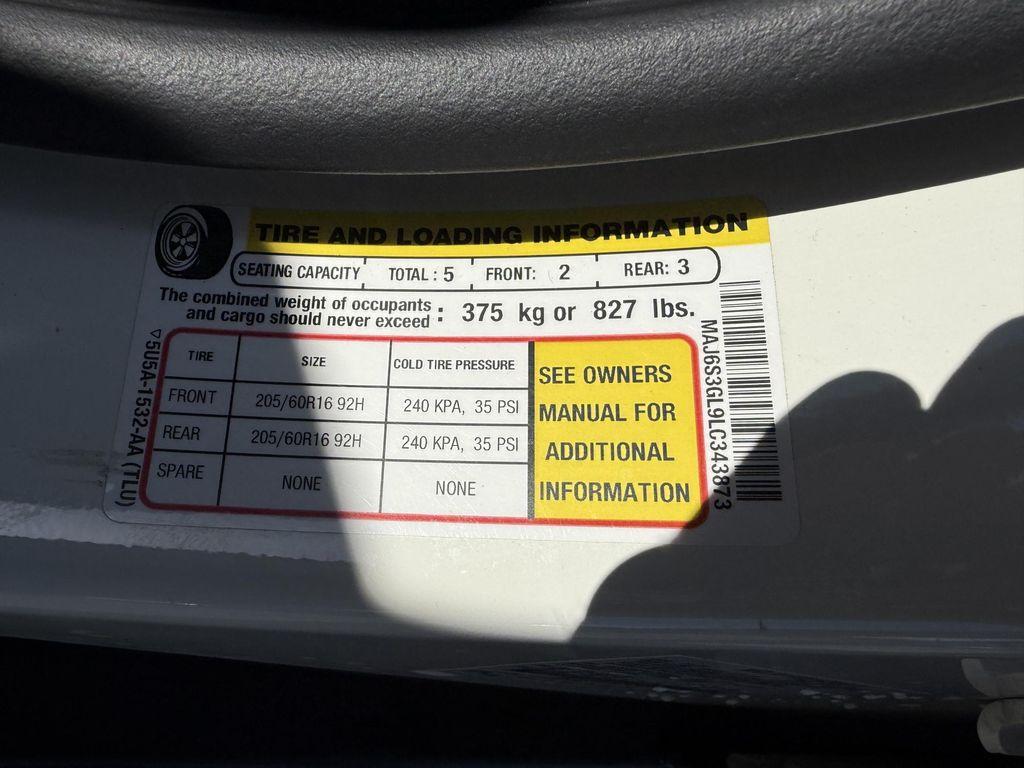 TIRE AND LOADING INFORMATION
SEATING CAPACITY TOTAL : 5 FRONT: 2 REAR: 3
The combined weight of occupants
and cargo should never exceed : 375 kg or 827 lbs.
TIRE SIZE COLD TIRE PRESSURE
FRONT 205/60R16 92H 240 KPA, 35 PSI
REAR 205/60R16 92H 240 KPA, 35 PSI
SPARE NONE NONE
SEE OWNERS
MANUAL FOR
ADDITIONAL
INFORMATION
5U5A-1532-AA (TLU)
MAJ6S3GL9LC343873